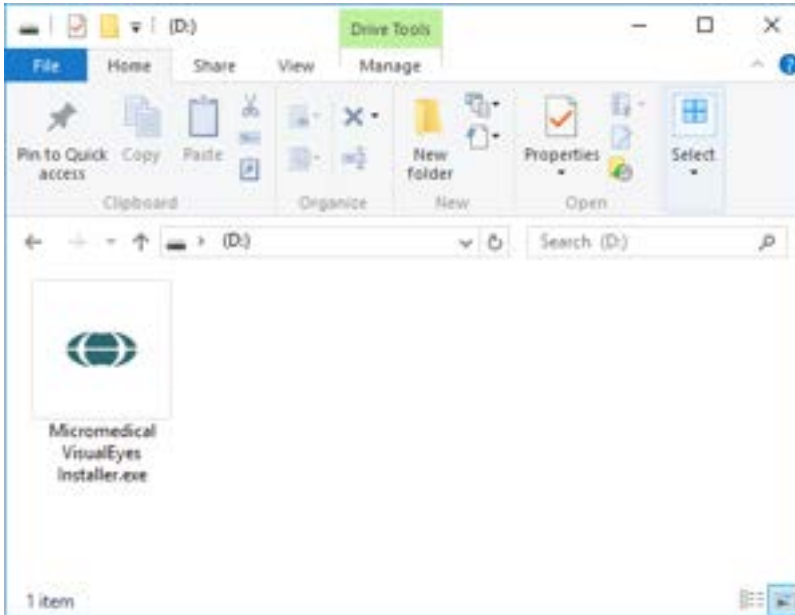 (D:)
Drive Tools
File
Home
Share
View
Manage
Pin to Quick
access
Copy
Paste
New
folder
Properties
Select
Clipboard
Organize
New
Open
(D:)
Search (D:)
Micromedical
VisualEyes
Installer.exe
1 item